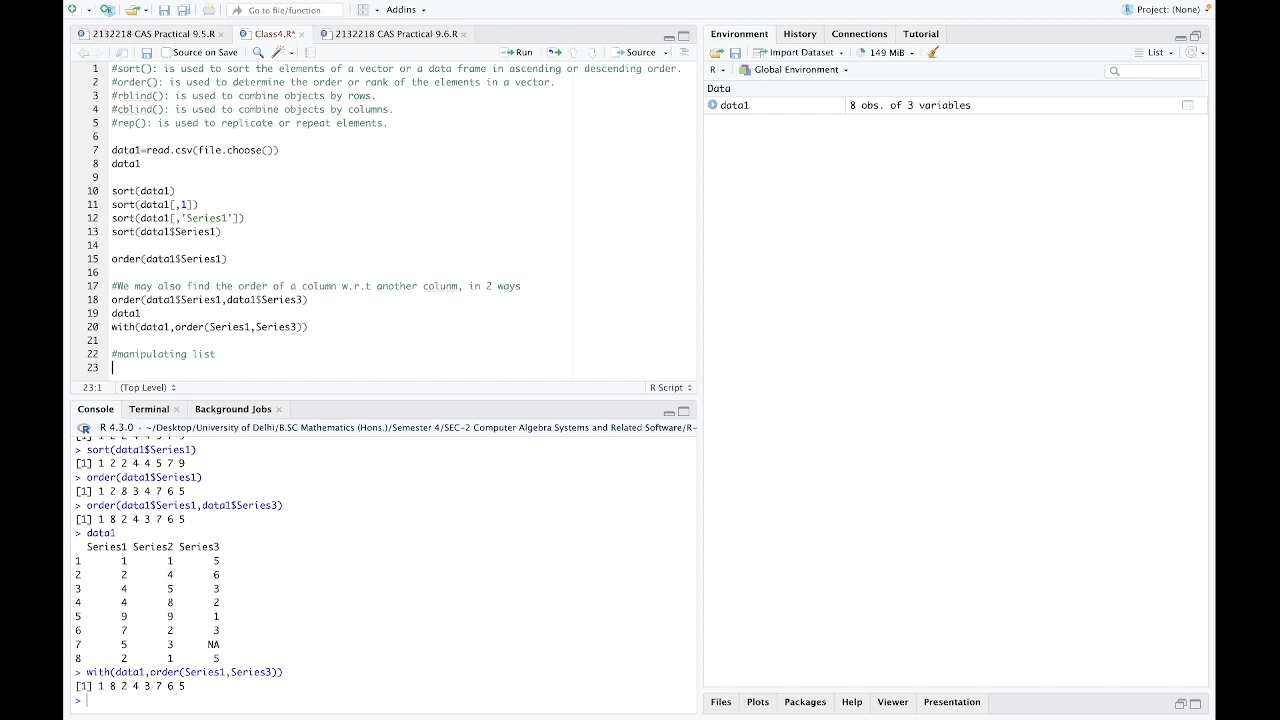 Go to file/function
Addins
Project: (None)
2132218 CAS Practical 9.5.R
Class4.R*
2132218 CAS Practical 9.6.R
Source on Save
Run
Source
1 #sort(): is used to sort the elements of a vector or a data frame in ascending or descending order.
2 #order(): is used to determine the order or rank of the elements in a vector.
3 #rblind(): is used to combine objects by rows.
4 #cblind(): is used to combine objects by columns.
5 #rep(): is used to replicate or repeat elements.
6
7 data1=read.csv(file.choose())
8 data1
9
10 sort(data1)
11 sort(data1[,1])
12 sort(data1[,'Series1'])
13 sort(data1$Series1)
14
15 order(data1$Series1)
16
17 #We may also find the order of a column w.r.t another colunm, in 2 ways
18 order(data1$Series1,data1$Series3)
19 data1
20 with(data1,order(Series1,Series3))
21
22 #manipulating list
23
23:1 (Top Level) R Script
Console Terminal Background Jobs
R 4.3.0 · ~/Desktop/University of Delhi/B.SC Mathematics (Hons.)/Semester 4/SEC-2 Computer Algebra Systems and Related Software/R-
> sort(data1$Series1)
[1] 1 2 2 4 4 5 7 9
> order(data1$Series1)
[1] 1 2 8 3 4 7 6 5
> order(data1$Series1,data1$Series3)
[1] 1 8 2 4 3 7 6 5
> data1
Series1 Series2 Series3
1 1 1 5
2 2 4 6
3 4 5 3
4 4 8 2
5 9 9 1
6 7 2 3
7 5 3 NA
8 2 1 5
> with(data1,order(Series1,Series3))
[1] 1 8 2 4 3 7 6 5
>
Environment History Connections Tutorial
Import Dataset 149 MiB List
R Global Environment
Data
data1 8 obs. of 3 variables
Files Plots Packages Help Viewer Presentation